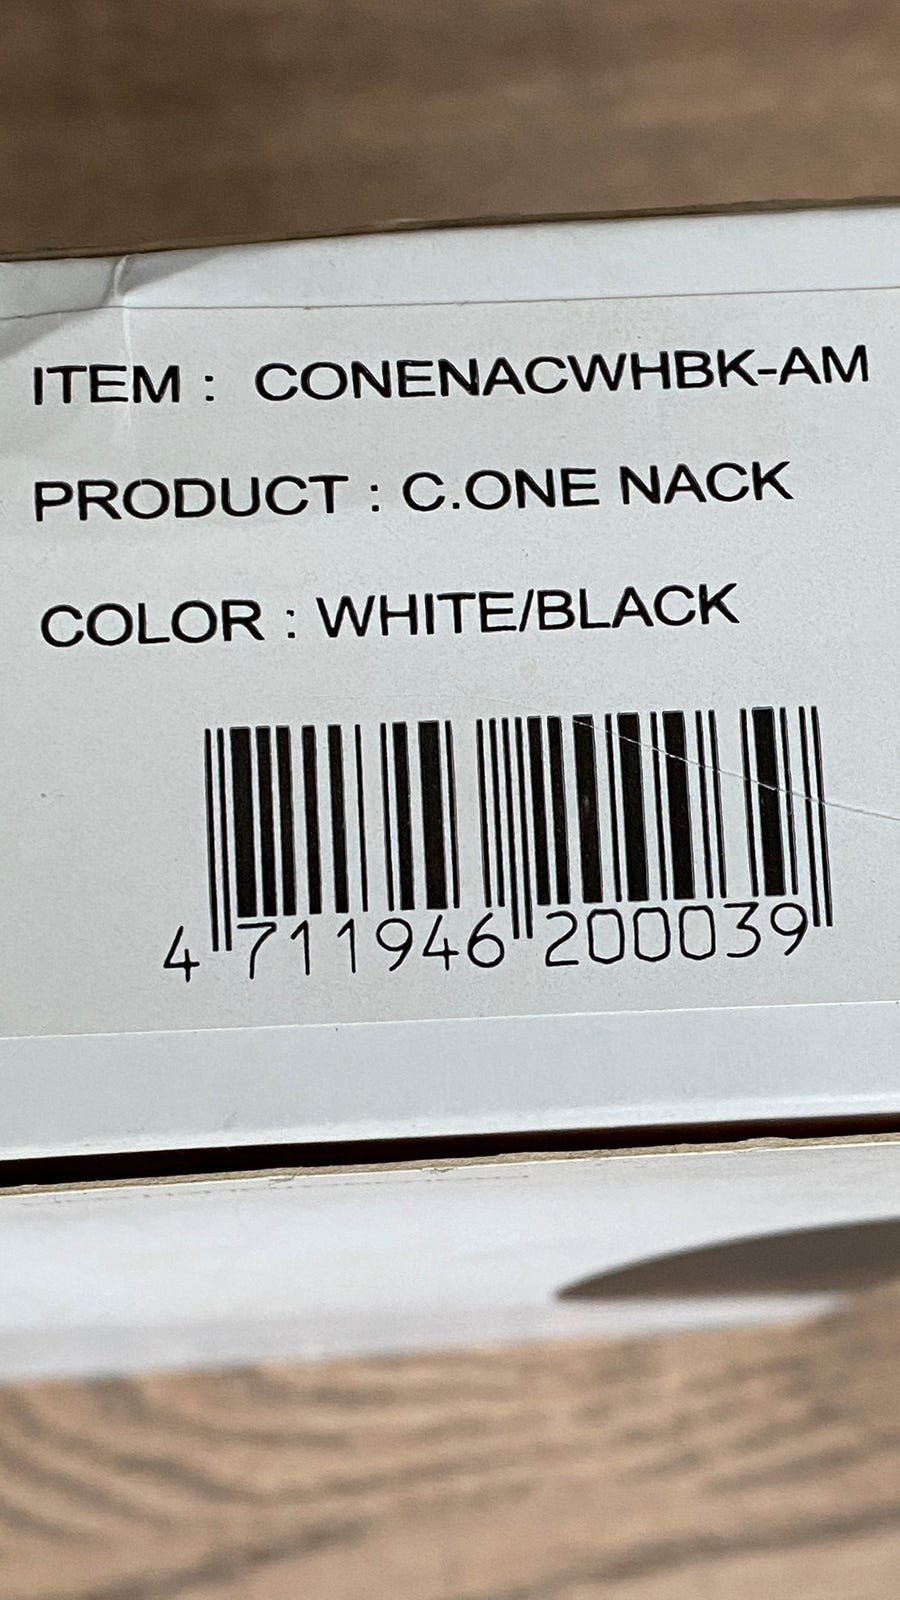 ITEM : CONENACWHBK-AM
PRODUCT : C.ONE NACK
COLOR : WHITE/BLACK
4 711946 200039